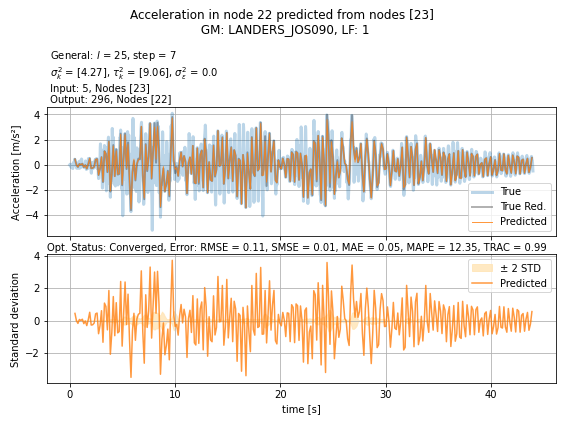 Acceleration in node 22 predicted from nodes [23]
GM: LANDERS_JOS090, LF: 1
General: l = 25, step = 7
σ²ₖ = [4.27], τ²ₖ = [9.06], σ²ε = 0.0
Input: 5, Nodes [23]
Output: 296, Nodes [22]
Acceleration [m/s²]
4
2
0
−2
−4
True
True Red.
Predicted
Opt. Status: Converged, Error: RMSE = 0.11, SMSE = 0.01, MAE = 0.05, MAPE = 12.35, TRAC = 0.99
Standard deviation
4
2
0
−2
± 2 STD
Predicted
0 10 20 30 40
time [s]